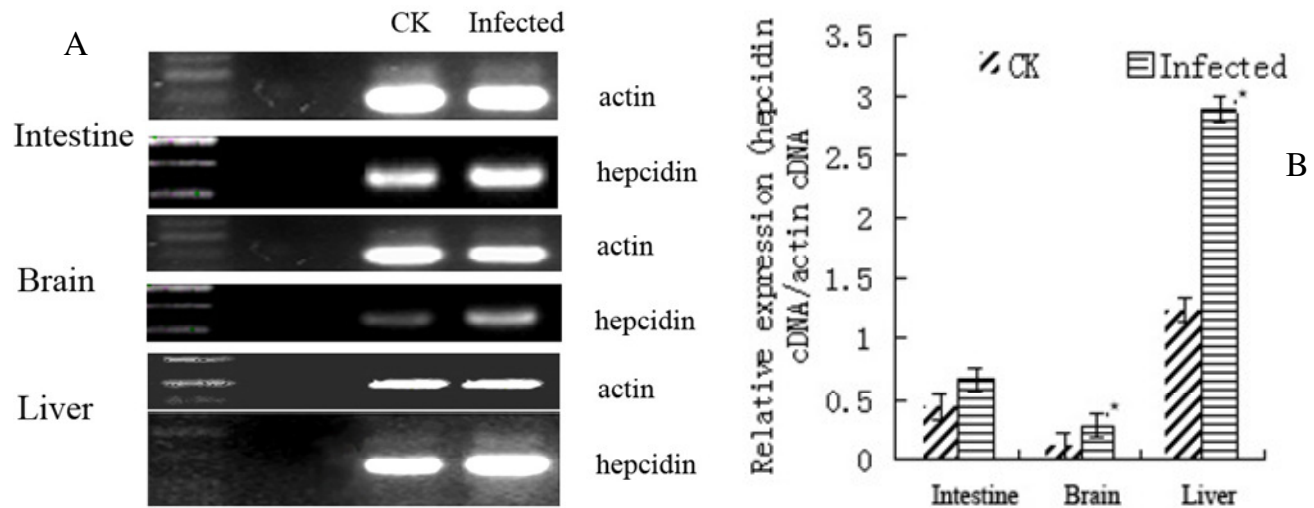 A
CK Infected
Intestine
actin
hepcidin
Brain
actin
hepcidin
Liver
actin
hepcidin
B
Relative expression (hepcidin
cDNA/actin cDNA
3.5
3
2.5
2
1.5
1
0.5
0
CK Infected
*
*
Intestine Brain Liver